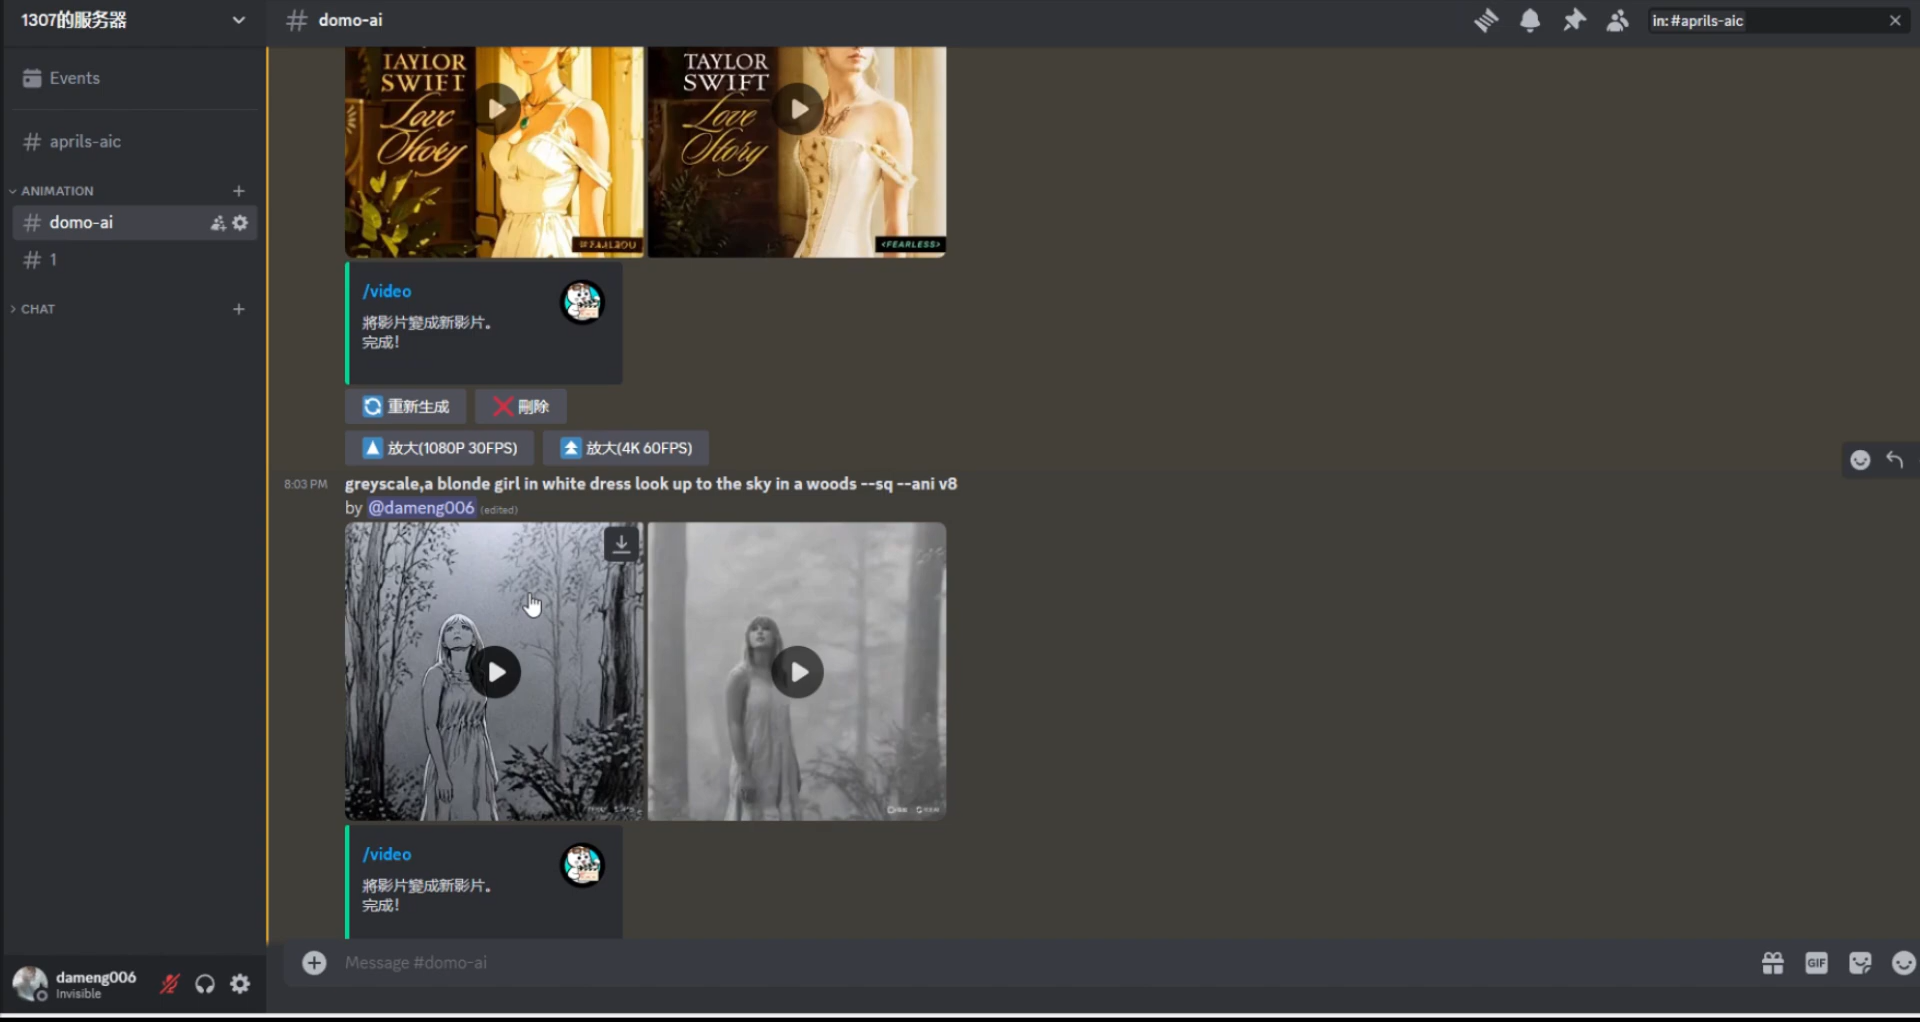 1307的服务器
domo-ai
in: #aprils-aic
Events
aprils-aic
ANIMATION
domo-ai
1
CHAT
TAYLOR
SWIFT
Love
TAYLOR
SWIFT
Love
Story
<FEARLESS>
/video
將影片變成新影片。
完成!
重新生成
刪除
放大(1080P 30FPS)
放大(4K 60FPS)
8:03 PM
greyscale,a blonde girl in white dress look up to the sky in a woods --sq --ani v8
by @dameng006 (edited)
/video
將影片變成新影片。
完成!
Message #domo-ai
GIF
dameng006
Invisible